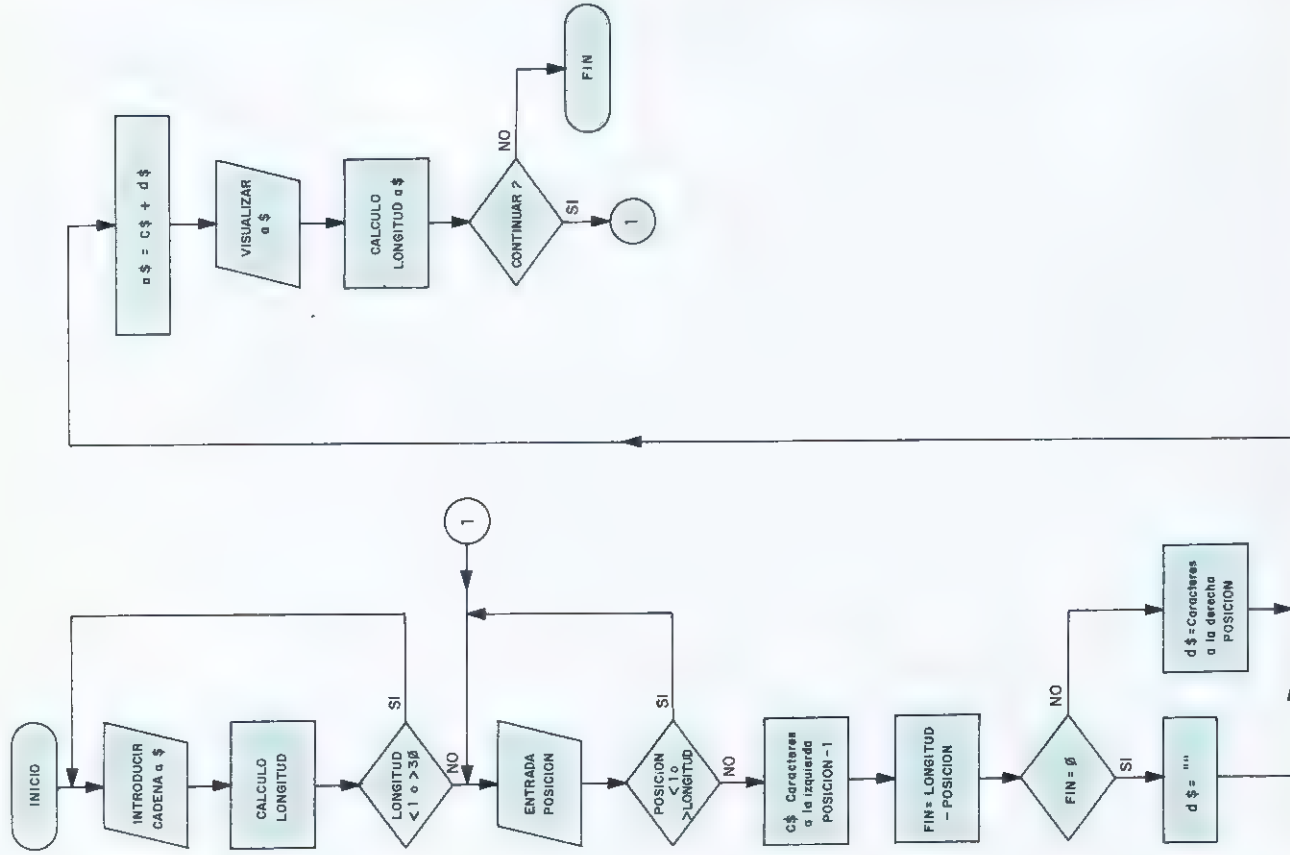 INICIO
INTRODUCIR
CADENA a $
CALCULO
LONGITUD
LONGITUD
< 1 o > 3Ø
SI
NO
1
ENTRADA
POSICION
POSICION
< 1 o
> LONGITUD
SI
NO
C$ Caracteres
a la izquierda
POSICION - 1
FIN = LONGITUD
- POSICION
FIN = Ø
NO
SI
d $ = ""
d $ = Caracteres
a la derecha
POSICION
a $ = C $ + d $
VISUALIZAR
a $
CALCULO
LONGITUD a $
CONTINUAR ?
NO
SI
1
FIN